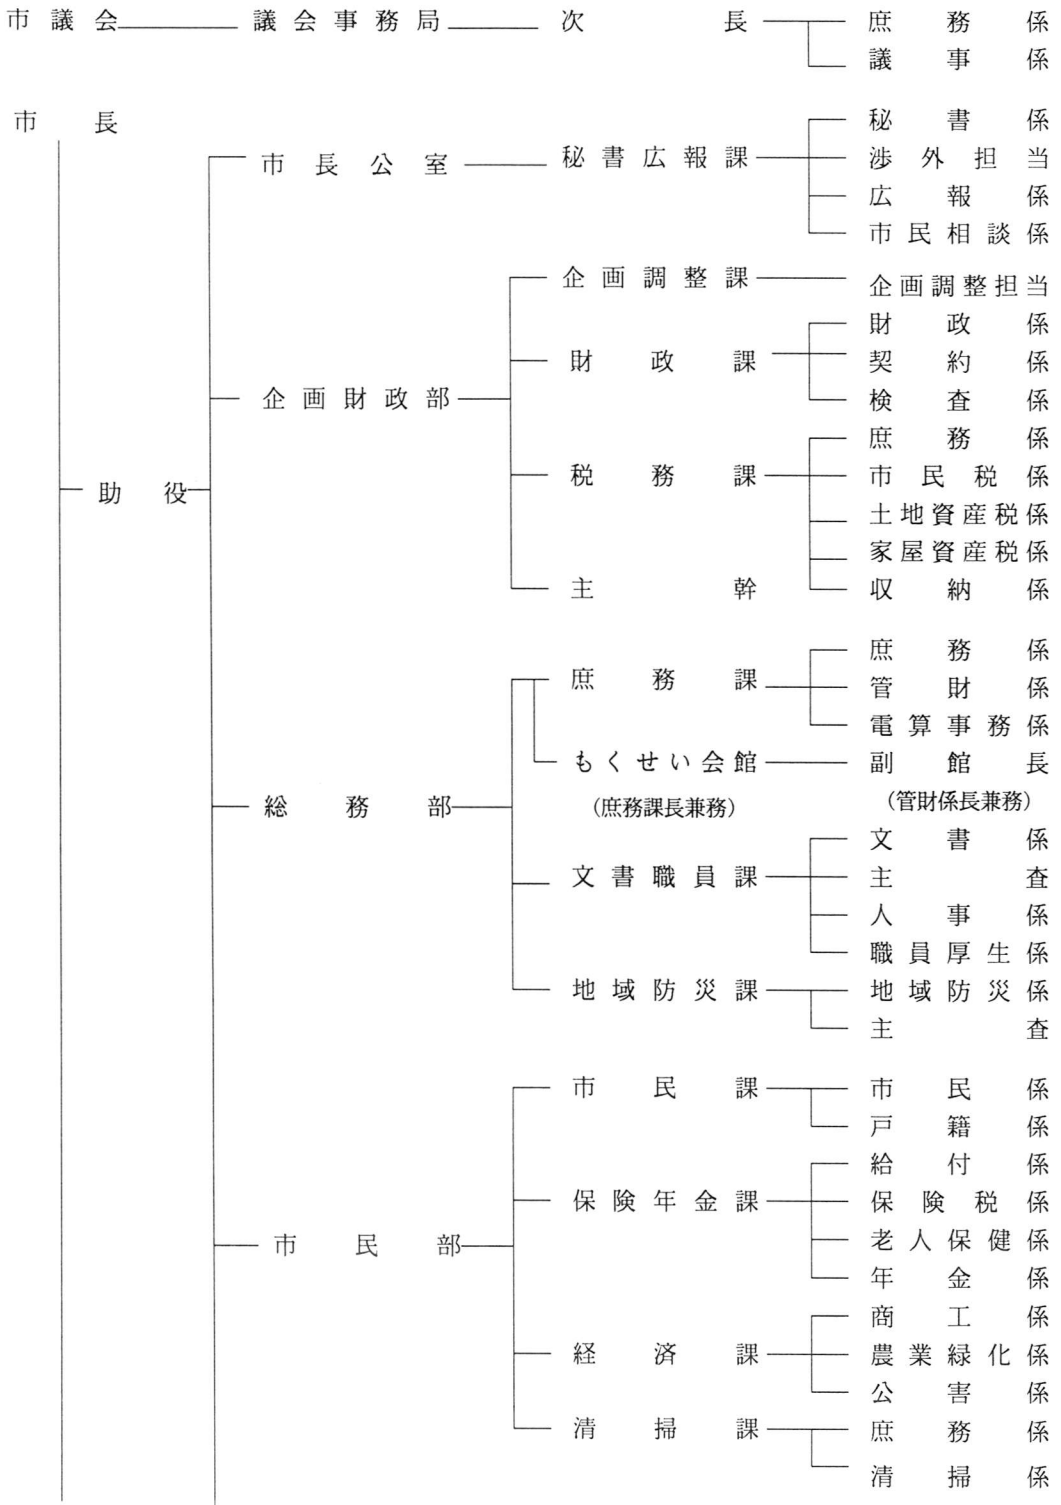 市議会 議会事務局 次長 庶務係
議事係
市長
秘書係
市長公室 秘書広報課 渉外担当
広報係
市民相談係
企画調整課 企画調整担当
財政係
財政課 契約係
企画財政部 検査係
庶務係
助役 税務課 市民税係
土地資産税係
家屋資産税係
主幹 収納係
庶務係
庶務課 管財係
電算事務係
もくせい会館 副館長
総務部 (庶務課長兼務) (管財係長兼務)
文書係
文書職員課 主査
人事係
職員厚生係
地域防災課 地域防災係
主査
市民課 市民係
戸籍係
給付係
保険年金課 保険税係
市民部 老人保健係
年金係
商工係
経済課 農業緑化係
公害係
清掃課 庶務係
清掃係